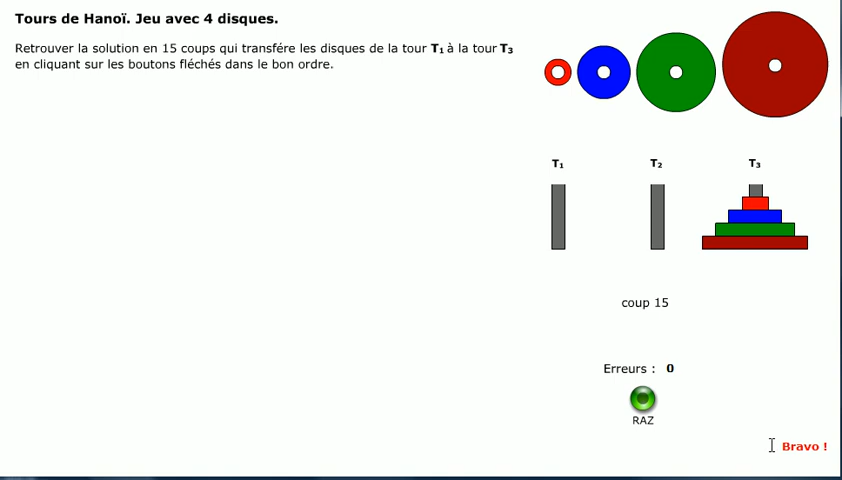 Tours de Hanoï. Jeu avec 4 disques.
Retrouver la solution en 15 coups qui transfére les disques de la tour T₁ à la tour T₃
en cliquant sur les boutons fléchés dans le bon ordre.
T₁ T₂ T₃
coup 15
Erreurs : 0
RAZ
Bravo !